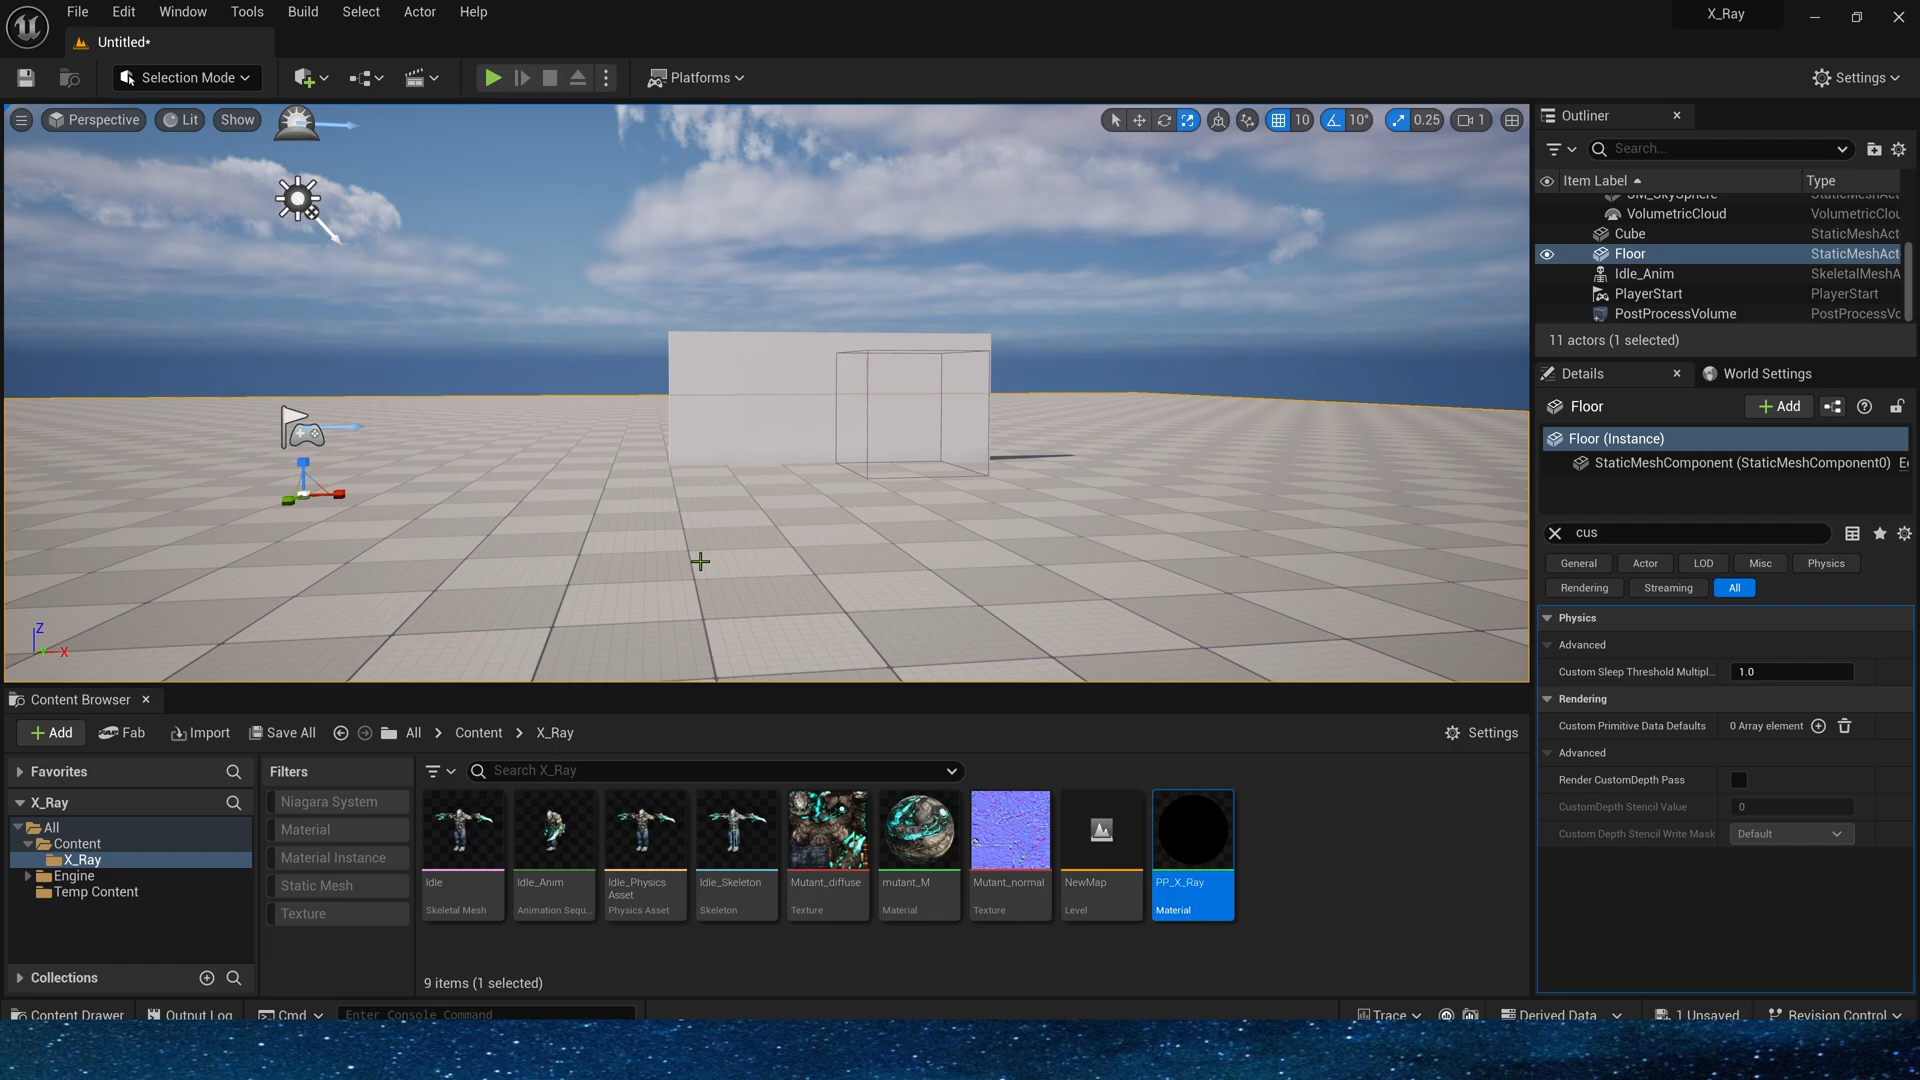 File Edit Window Tools Build Select Actor Help
X_Ray
Untitled*
Selection Mode
Platforms
Settings
Perspective Lit Show
10 10° 0.25 1
Outliner
Search...
Item Label Type
SM_SkySphere StaticMeshAct
VolumetricCloud VolumetricClou
Cube StaticMeshAct
Floor StaticMeshAct
Idle_Anim SkeletalMeshA
PlayerStart PlayerStart
PostProcessVolume PostProcessVo
11 actors (1 selected)
Details World Settings
Floor Add
Floor (Instance)
StaticMeshComponent (StaticMeshComponent0)
cus
General Actor LOD Misc Physics
Rendering Streaming All
Physics
Advanced
Custom Sleep Threshold Multipl... 1.0
Rendering
Custom Primitive Data Defaults 0 Array element
Advanced
Render CustomDepth Pass
CustomDepth Stencil Value 0
Custom Depth Stencil Write Mask Default
Z
X
Content Browser
Add Fab Import Save All All Content X_Ray Settings
Favorites
X_Ray
All
Content
X_Ray
Engine
Temp Content
Collections
Filters
Niagara System
Material
Material Instance
Static Mesh
Texture
Search X_Ray
Idle
Skeletal Mesh
Idle_Anim
Animation Sequ...
Idle_Physics
Asset
Physics Asset
Idle_Skeleton
Skeleton
Mutant_diffuse
Texture
mutant_M
Material
Mutant_normal
Texture
NewMap
Level
PP_X_Ray
Material
9 items (1 selected)
Content Drawer Output Log Cmd Enter Console Command Trace Derived Data 1 Unsaved Revision Control